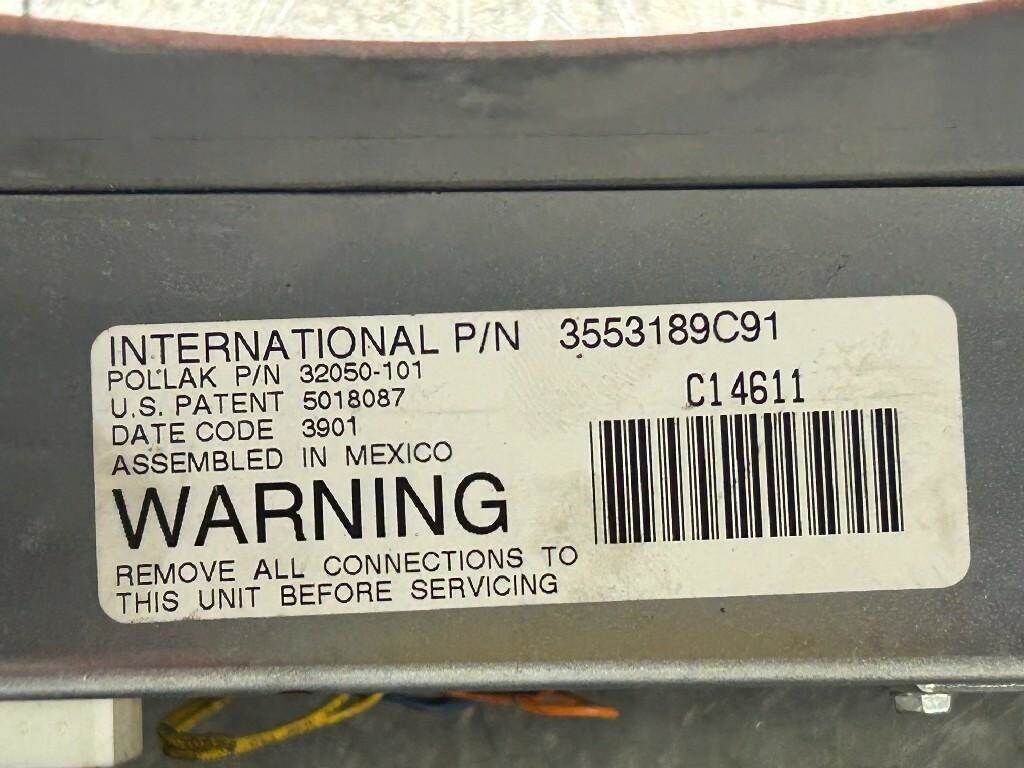 INTERNATIONAL P/N 3553189C91
POLLAK P/N 32050-101
U.S. PATENT 5018087
DATE CODE 3901
ASSEMBLED IN MEXICO
WARNING
REMOVE ALL CONNECTIONS TO
THIS UNIT BEFORE SERVICING
C14611